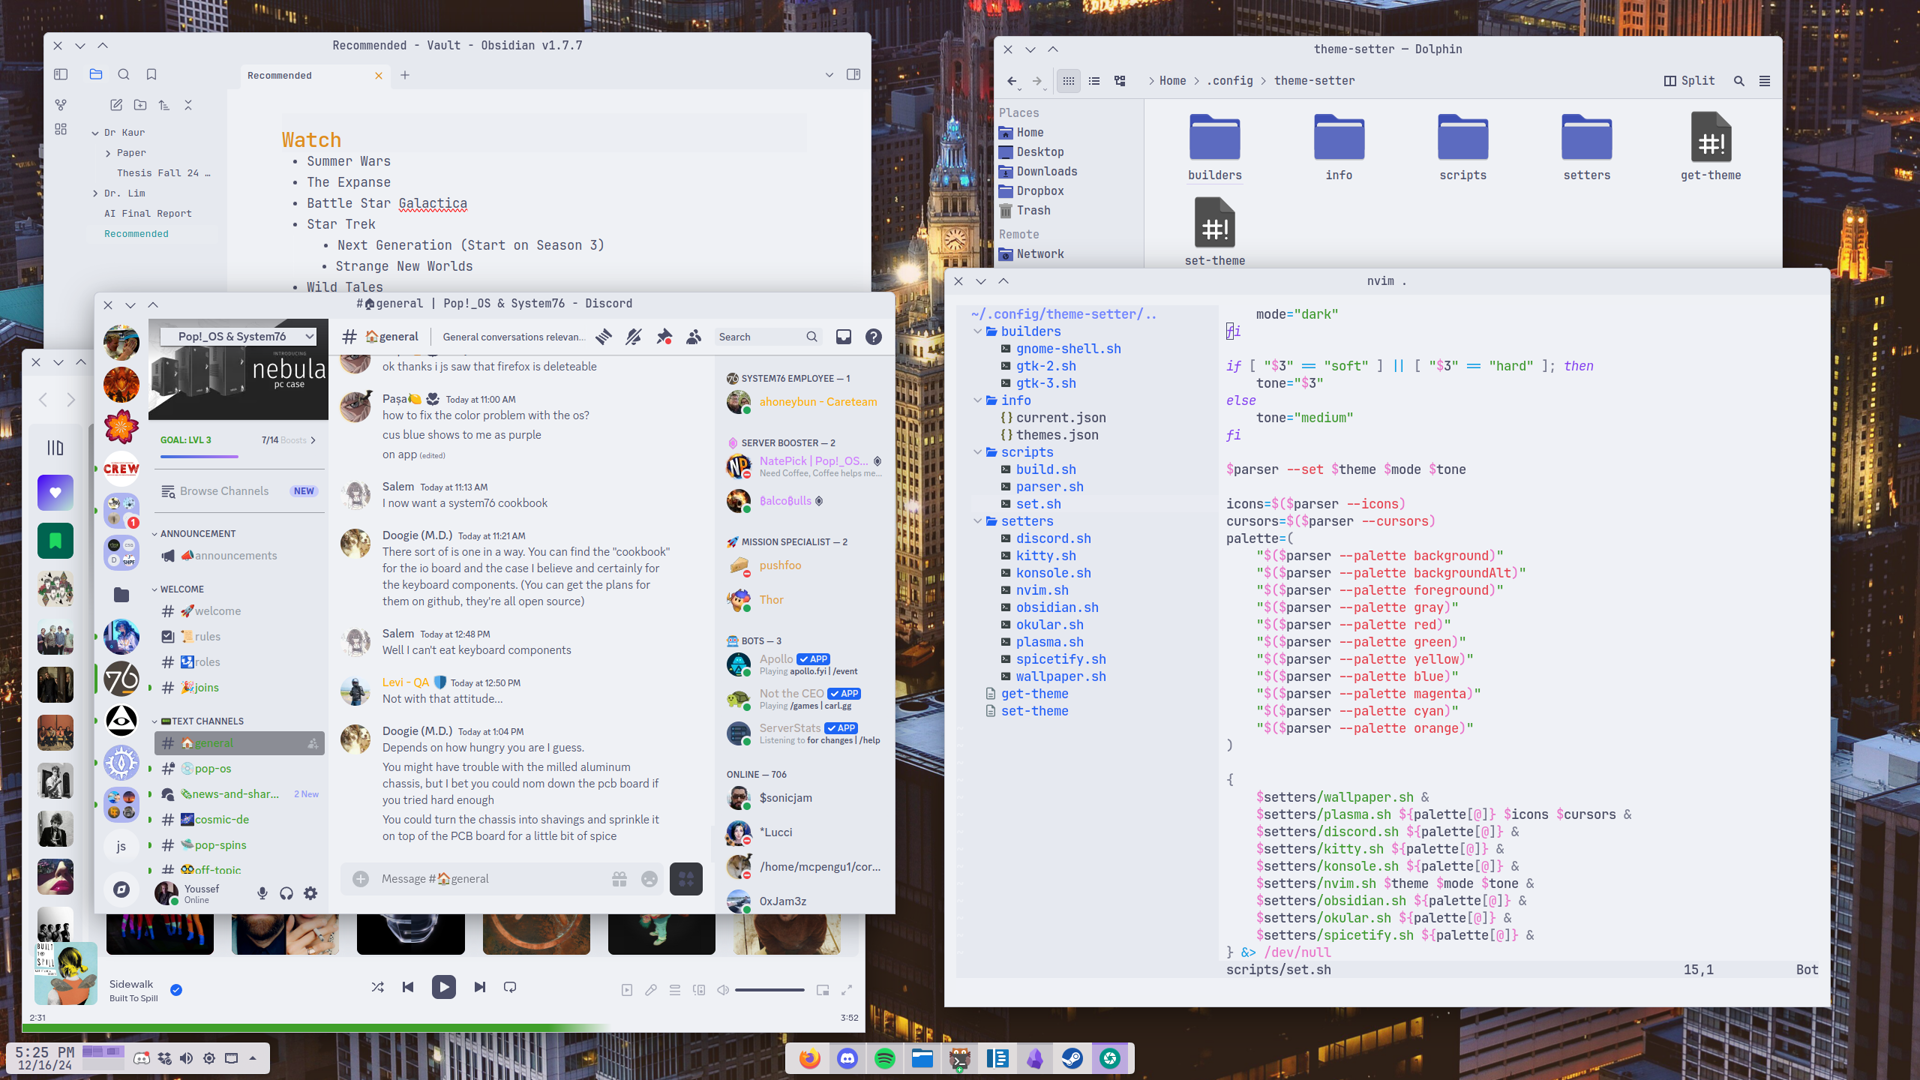 Recommended - Vault - Obsidian v1.7.7
Recommended
Dr Kaur
Paper
Thesis Fall 24 …
Dr. Lim
AI Final Report
Recommended
Watch
• Summer Wars
• The Expanse
• Battle Star Galactica
• Star Trek
• Next Generation (Start on Season 3)
• Strange New Worlds
• Wild Tales
theme-setter — Dolphin
Home
.config
theme-setter
Split
Places
Home
Desktop
Downloads
Dropbox
Trash
Remote
Network
builders
info
scripts
setters
get-theme
set-theme
#🏠general | Pop!_OS & System76 - Discord
Pop!_OS & System76
INTRODUCING
nebula
pc case
GOAL: LVL 3
7/14 Boosts
Browse Channels
NEW
ANNOUNCEMENT
📣announcements
WELCOME
# 🚀welcome
rules
# roles
# 🎉joins
TEXT CHANNELS
# 🏠general
pop-os
news-and-shar...
2 New
cosmic-de
# 🛸pop-spins
# off-topic
Youssef
Online
CREW
76
js
1
# 🏠general
General conversations relevan...
Search
ok thanks i js saw that firefox is deleteable
Paşa🍋 Today at 11:00 AM
how to fix the color problem with the os?
cus blue shows to me as purple
on app (edited)
Salem Today at 11:13 AM
I now want a system76 cookbook
Doogie (M.D.) Today at 11:21 AM
There sort of is one in a way. You can find the "cookbook"
for the io board and the case I believe and certainly for
the keyboard components. (You can get the plans for
them on github, they're all open source)
Salem Today at 12:48 PM
Well I can't eat keyboard components
Levi - QA Today at 12:50 PM
Not with that attitude...
Doogie (M.D.) Today at 1:04 PM
Depends on how hungry you are I guess.
You might have trouble with the milled aluminum
chassis, but I bet you could nom down the pcb board if
you tried hard enough
You could turn the chassis into shavings and sprinkle it
on top of the PCB board for a little bit of spice
Message #🏠general
SYSTEM76 EMPLOYEE — 1
ahoneybun - Careteam
SERVER BOOSTER — 2
NatePick | Pop!_OS...
Need Coffee, Coffee helps me...
₿alco₿ulls
🚀 MISSION SPECIALIST — 2
pushfoo
Thor
🤖 BOTS — 3
Apollo ✓ APP
Playing apollo.fyi | /event
Not the CEO ✓ APP
Playing /games | carl.gg
ServerStats ✓ APP
Listening to for changes | /help
ONLINE — 706
$sonicjam
*Lucci
/home/mcpengu1/cor...
0xJam3z
nvim .
~/.config/theme-setter/..
builders
gnome-shell.sh
gtk-2.sh
gtk-3.sh
info
{} current.json
{} themes.json
scripts
build.sh
parser.sh
set.sh
setters
discord.sh
kitty.sh
konsole.sh
nvim.sh
obsidian.sh
okular.sh
plasma.sh
spicetify.sh
wallpaper.sh
get-theme
set-theme
mode="dark"
fi
if [ "$3" == "soft" ] || [ "$3" == "hard" ]; then
tone="$3"
else
tone="medium"
fi
$parser --set $theme $mode $tone
icons=$($parser --icons)
cursors=$($parser --cursors)
palette=(
"$($parser --palette background)"
"$($parser --palette backgroundAlt)"
"$($parser --palette foreground)"
"$($parser --palette gray)"
"$($parser --palette red)"
"$($parser --palette green)"
"$($parser --palette yellow)"
"$($parser --palette blue)"
"$($parser --palette magenta)"
"$($parser --palette cyan)"
"$($parser --palette orange)"
)
{
$setters/wallpaper.sh &
$setters/plasma.sh ${palette[@]} $icons $cursors &
$setters/discord.sh ${palette[@]} &
$setters/kitty.sh ${palette[@]} &
$setters/konsole.sh ${palette[@]} &
$setters/nvim.sh $theme $mode $tone &
$setters/obsidian.sh ${palette[@]} &
$setters/okular.sh ${palette[@]} &
$setters/spicetify.sh ${palette[@]} &
} &> /dev/null
scripts/set.sh
15,1
Bot
BUILT TO SPILL
Sidewalk
Built To Spill
2:31
3:52
5:25 PM
12/16/24